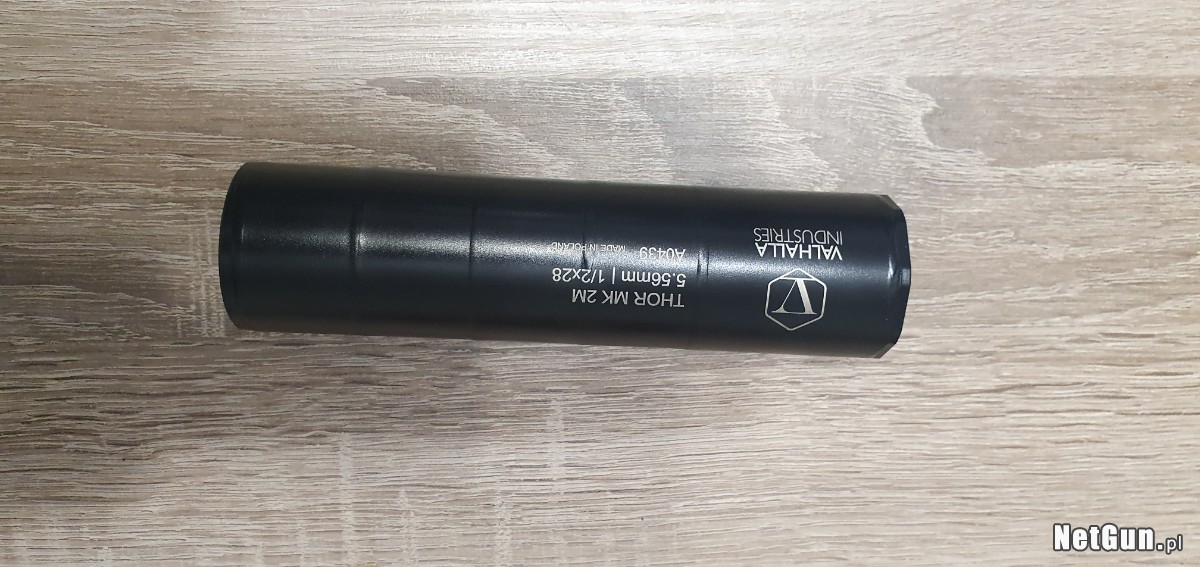 VALHALLA
INDUSTRIES
THOR MK 2M
5.56mm | 1/2x28
A0439
MADE IN POLAND
NetGun.pl